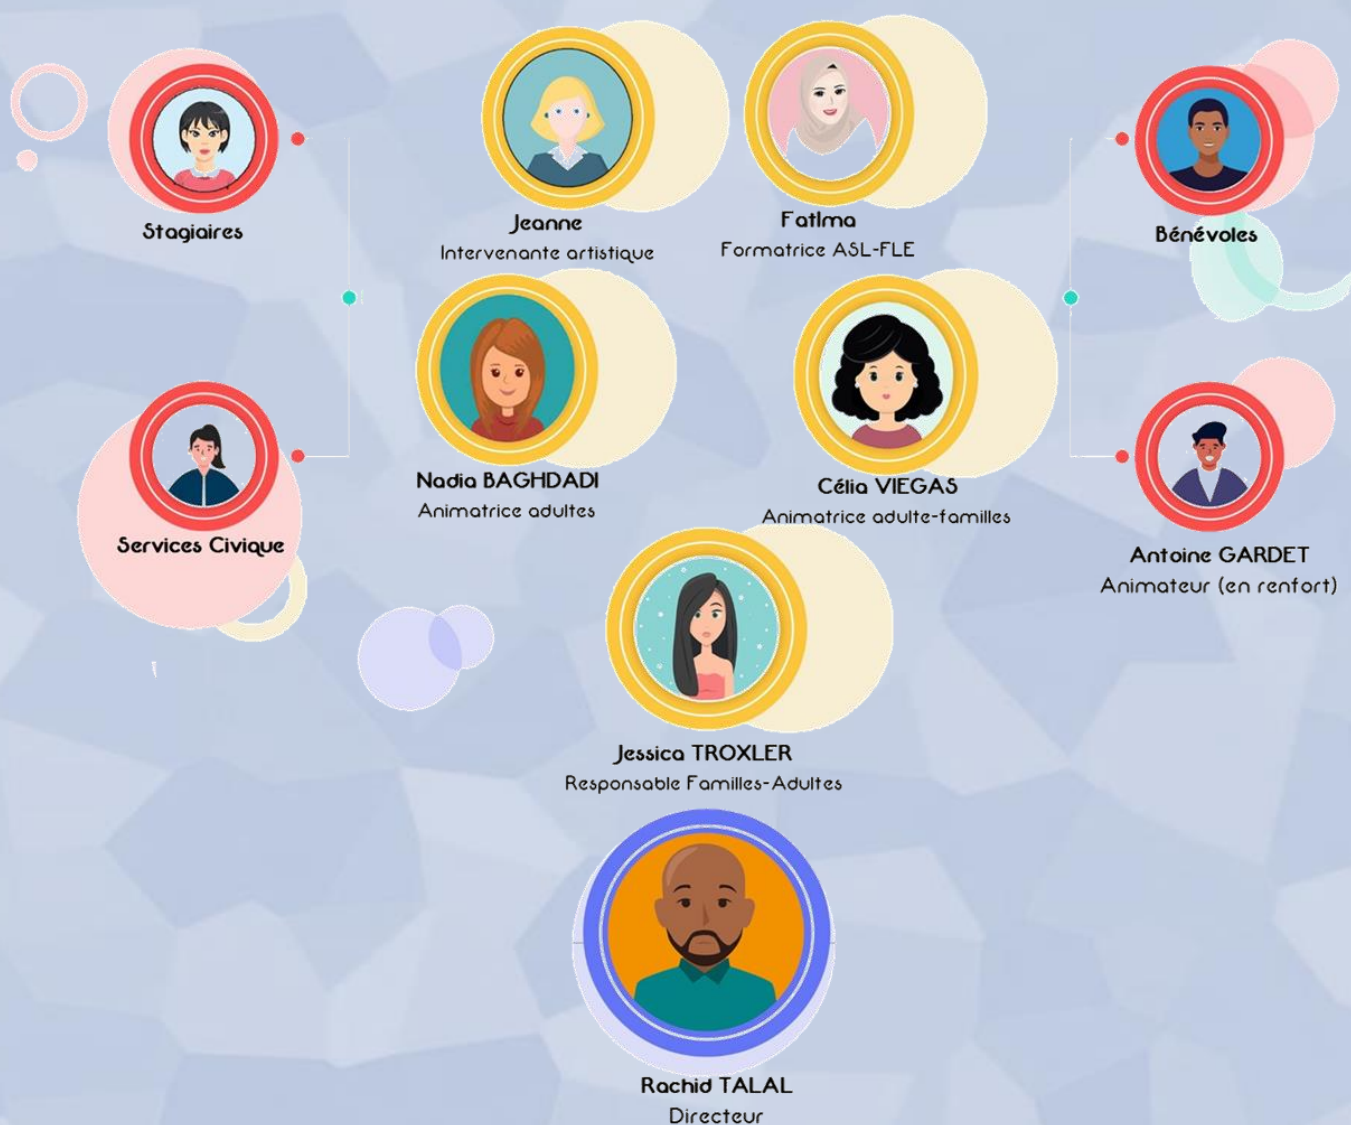 Jeanne
Intervenante artistique
FatIma
Formatrice ASL-FLE
Stagiaires
Bénévoles
Nadia BAGHDADI
Animatrice adultes
Célia VIEGAS
Animatrice adulte-familles
Services Civique
Antoine GARDET
Animateur (en renfort)
Jessica TROXLER
Responsable Familles-Adultes
Rachid TALAL
Directeur